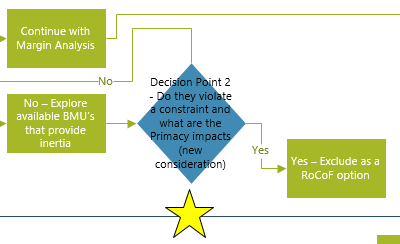 Continue with
Margin Analysis
No
No – Explore
available BMU's
that provide
inertia
Decision Point 2
- Do they violate
a constraint and
what are the
Primacy impacts
(new
consideration)
Yes
Yes – Exclude as a
RoCoF option